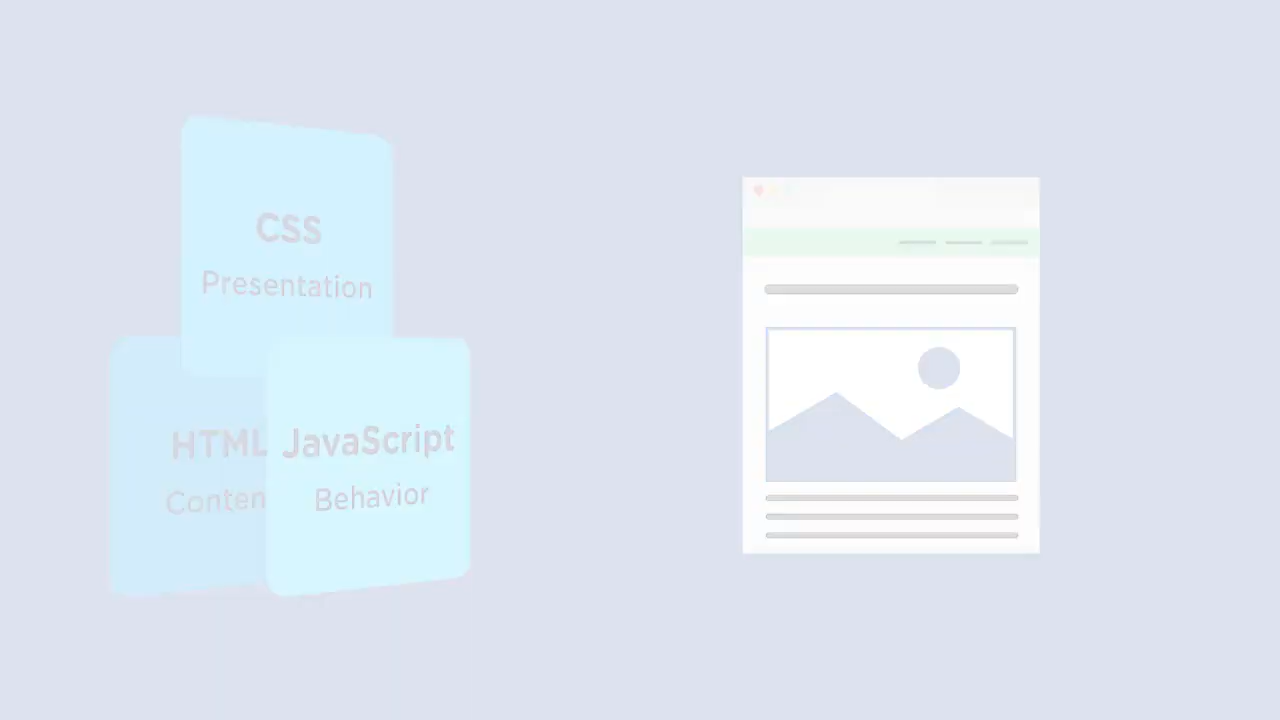 CSS
Presentation
HTML
Conten
JavaScript
Behavior